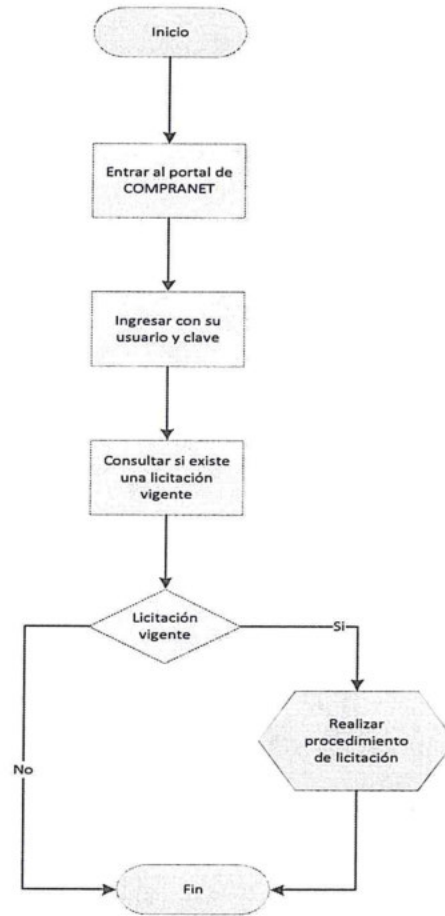 Inicio
Entrar al portal de
COMPRANET
Ingresar con su
usuario y clave
Consultar si existe
una licitación
vigente
Licitación
vigente
Si
Realizar
procedimiento
de licitación
No
Fin